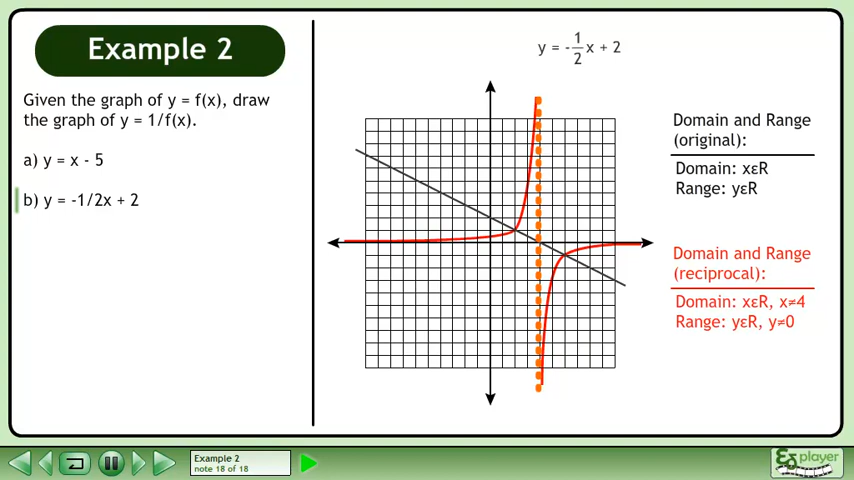 Example 2
Given the graph of y = f(x), draw
the graph of y = 1/f(x).
a) y = x - 5
b) y = -1/2x + 2
y = -1/2x + 2
Domain and Range
(original):
Domain: xεR
Range: yεR
Domain and Range
(reciprocal):
Domain: xεR, x≠4
Range: yεR, y≠0
Example 2
note 18 of 18
Ez player